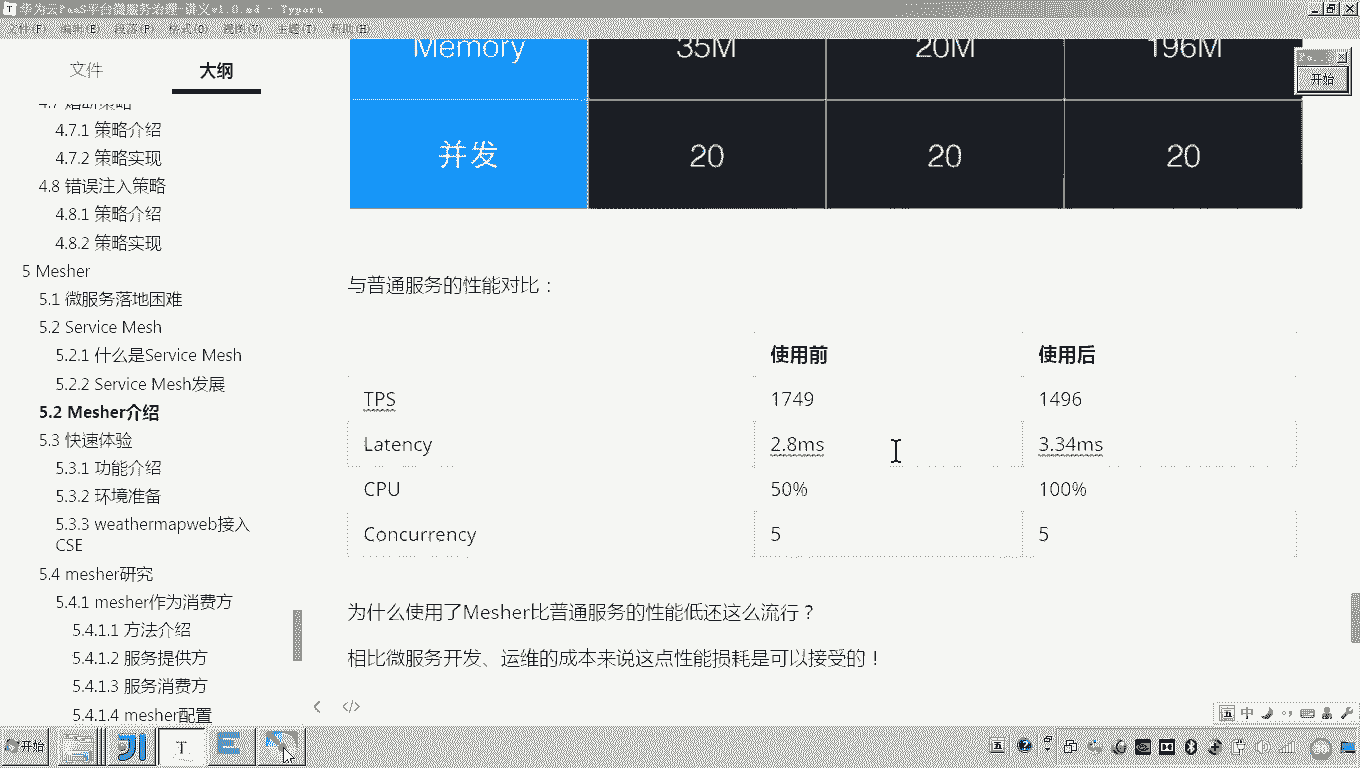 华为云PaaS平台微服务治理-讲义v1.0.md - Typora
文件(F) 编辑(E) 段落(P) 格式(O) 视图(V) 主题(T) 帮助(H)
文件
大纲
4.7 熔断策略
4.7.1 策略介绍
4.7.2 策略实现
4.8 错误注入策略
4.8.1 策略介绍
4.8.2 策略实现
5 Mesher
5.1 微服务落地困难
5.2 Service Mesh
5.2.1 什么是Service Mesh
5.2.2 Service Mesh发展
5.2 Mesher介绍
5.3 快速体验
5.3.1 功能介绍
5.3.2 环境准备
5.3.3 weathermapweb接入
CSE
5.4 mesher研究
5.4.1 mesher作为消费方
5.4.1.1 方法介绍
5.4.1.2 服务提供方
5.4.1.3 服务消费方
5.4.1.4 mesher配置
Memory 35M 20M 196M
并发 20 20 20
与普通服务的性能对比：
使用前 使用后
TPS 1749 1496
Latency 2.8ms 3.34ms
CPU 50% 100%
Concurrency 5 5
为什么使用了Mesher比普通服务的性能低还这么流行？
相比微服务开发、运维的成本来说这点性能损耗是可以接受的！
开始
开始
五 中
五